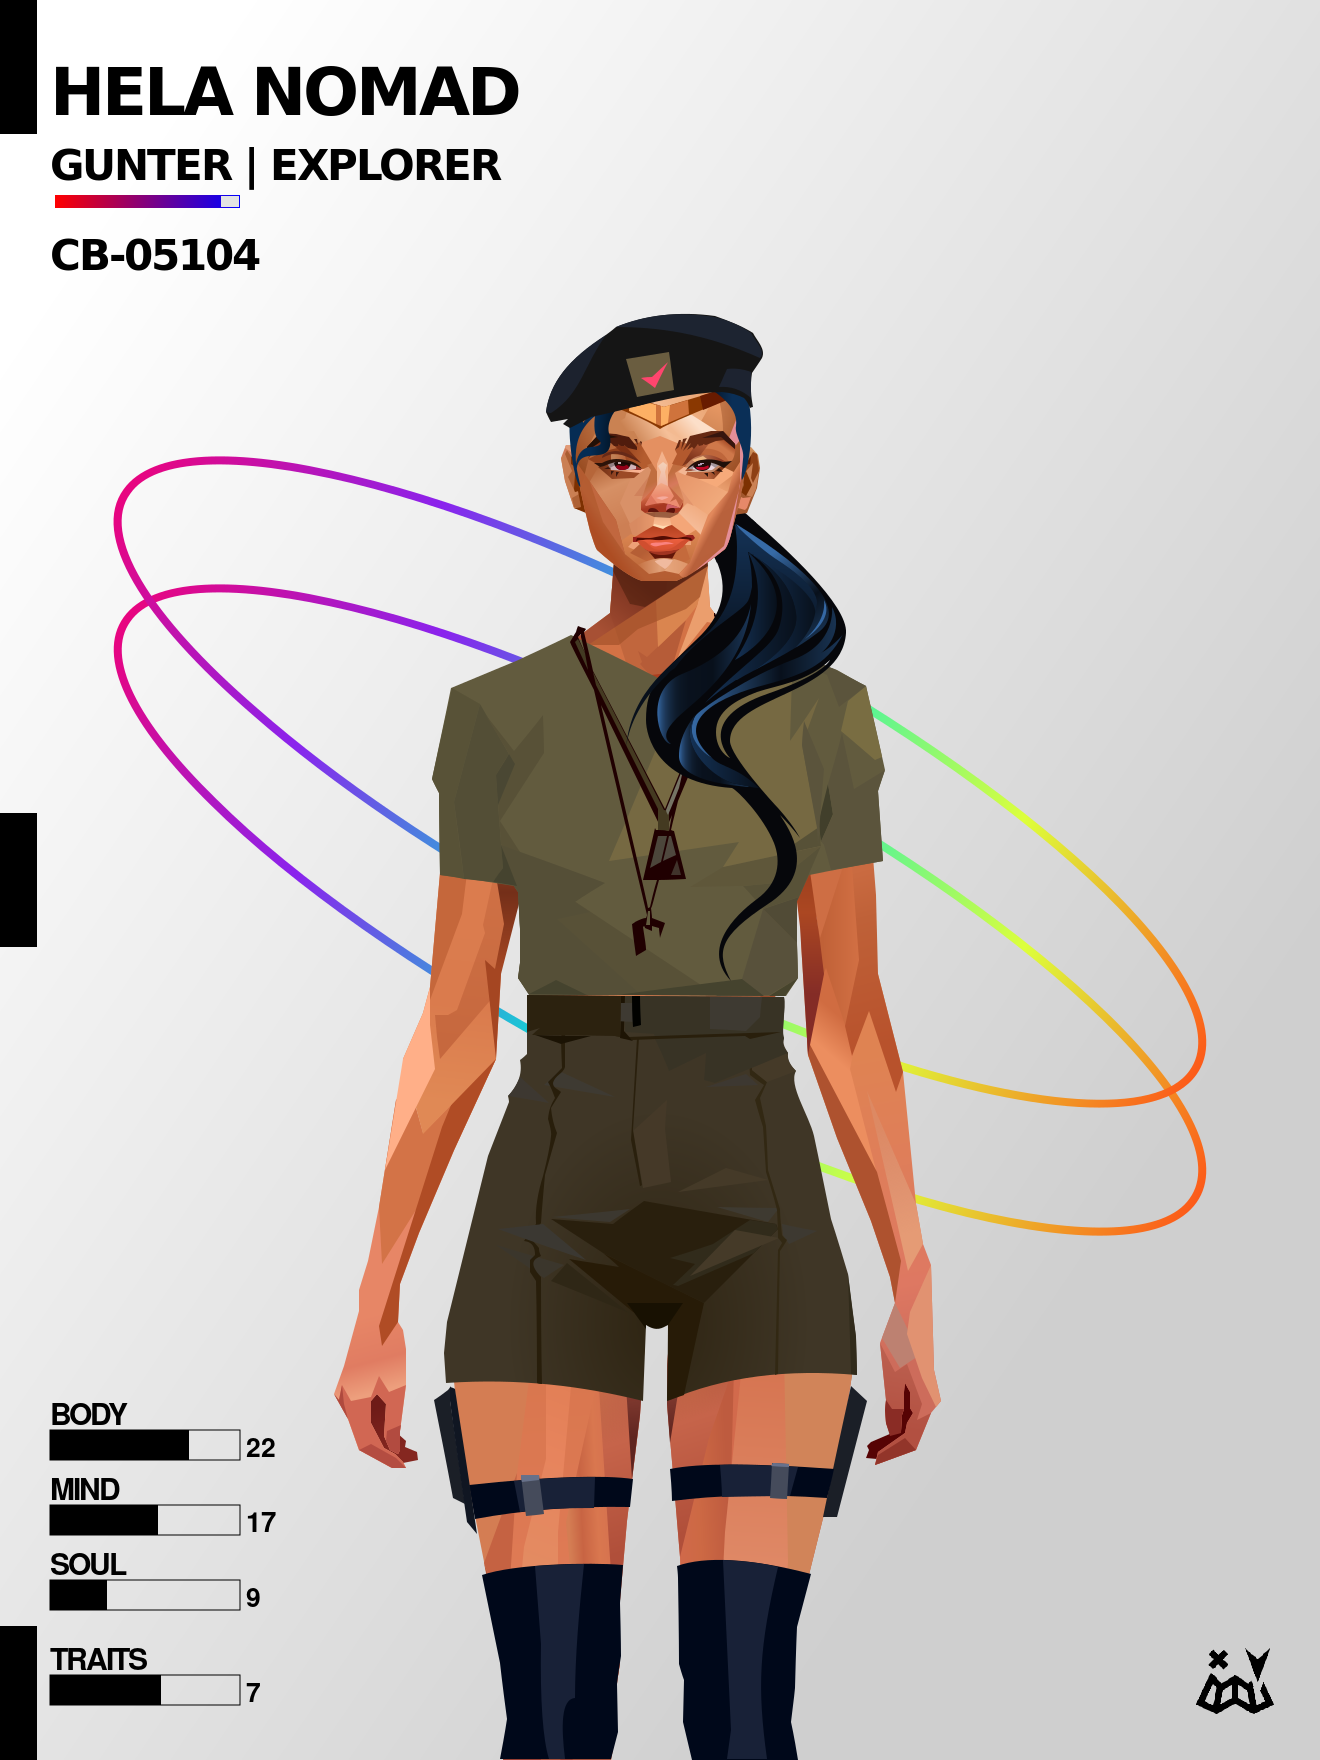 HELA NOMAD
GUNTER | EXPLORER
CB-05104
BODY
22
MIND
17
SOUL
9
TRAITS
7